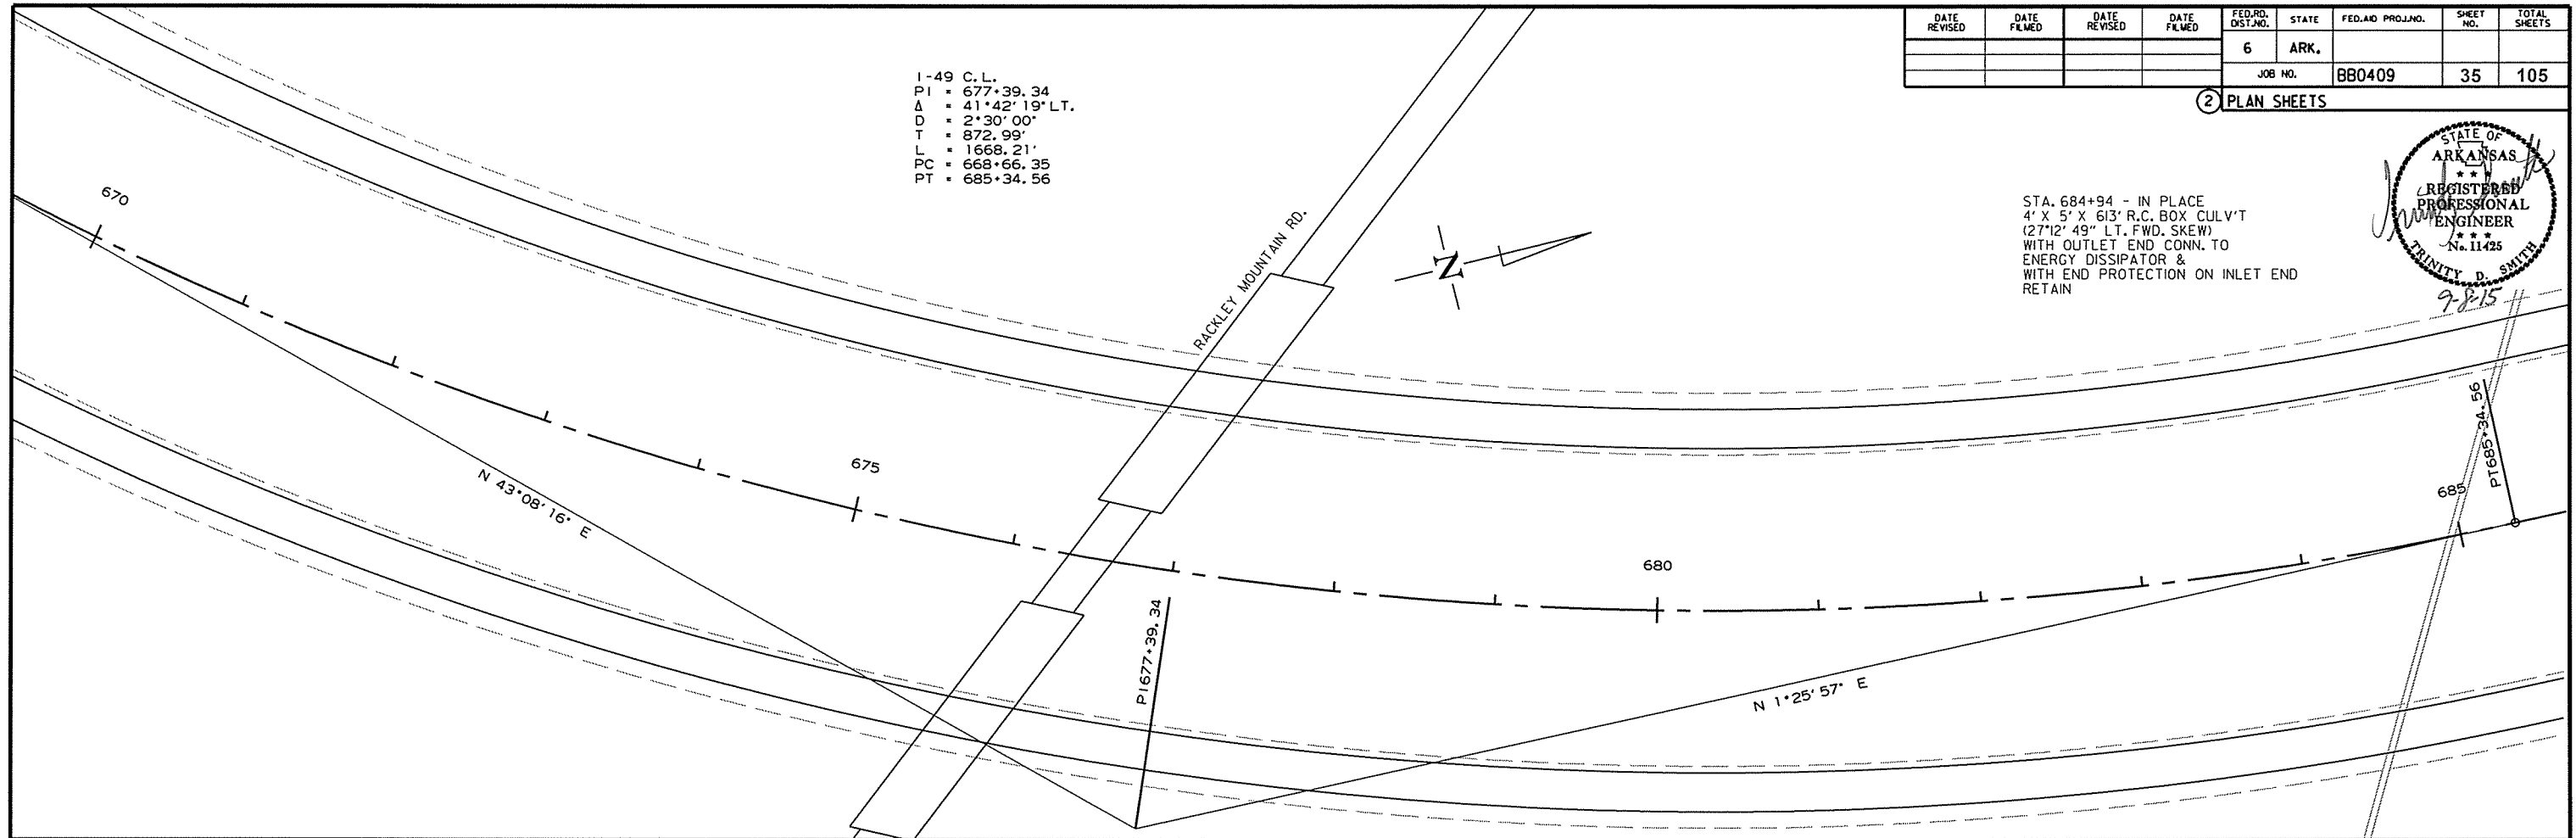 DATE REVISED
DATE FILMED
DATE REVISED
DATE FILMED
FED.RD. DIST.NO.
STATE
FED.AID PROJ.NO.
SHEET NO.
TOTAL SHEETS
6
ARK.
JOB NO.
BB0409
35
105
2 PLAN SHEETS
I-49 C.L.
PI = 677+39.34
Δ = 41°42'19" LT.
D = 2°30'00"
T = 872.99'
L = 1668.21'
PC = 668+66.35
PT = 685+34.56
STATE OF
ARKANSAS
★ ★ ★
REGISTERED
PROFESSIONAL
ENGINEER
★ ★ ★
No. 11425
TRINITY D. SMITH
9-8-15
STA. 684+94 - IN PLACE
4' X 5' X 613' R.C. BOX CULV'T
(27°12'49" LT. FWD. SKEW)
WITH OUTLET END CONN. TO
ENERGY DISSIPATOR &
WITH END PROTECTION ON INLET END
RETAIN
RACKLEY MOUNTAIN RD.
N
670
675
680
685
N 43°08'16" E
PI677+39.34
N 1°25'57" E
PT685+34.56